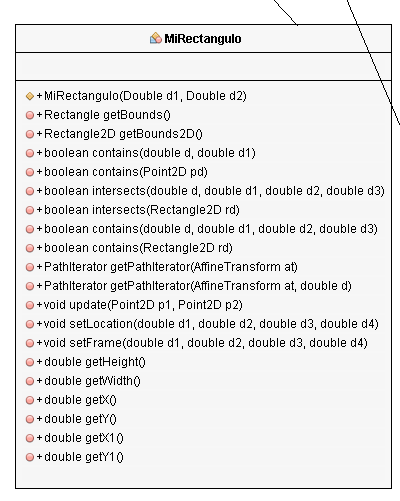 MiRectangulo
+MiRectangulo(Double d1, Double d2)
+Rectangle getBounds()
+Rectangle2D getBounds2D()
+boolean contains(double d, double d1)
+boolean contains(Point2D pd)
+boolean intersects(double d, double d1, double d2, double d3)
+boolean intersects(Rectangle2D rd)
+boolean contains(double d, double d1, double d2, double d3)
+boolean contains(Rectangle2D rd)
+PathIterator getPathIterator(AffineTransform at)
+PathIterator getPathIterator(AffineTransform at, double d)
+void update(Point2D p1, Point2D p2)
+void setLocation(double d1, double d2, double d3, double d4)
+void setFrame(double d1, double d2, double d3, double d4)
+double getHeight()
+double getWidth()
+double getX()
+double getY()
+double getX1()
+double getY1()